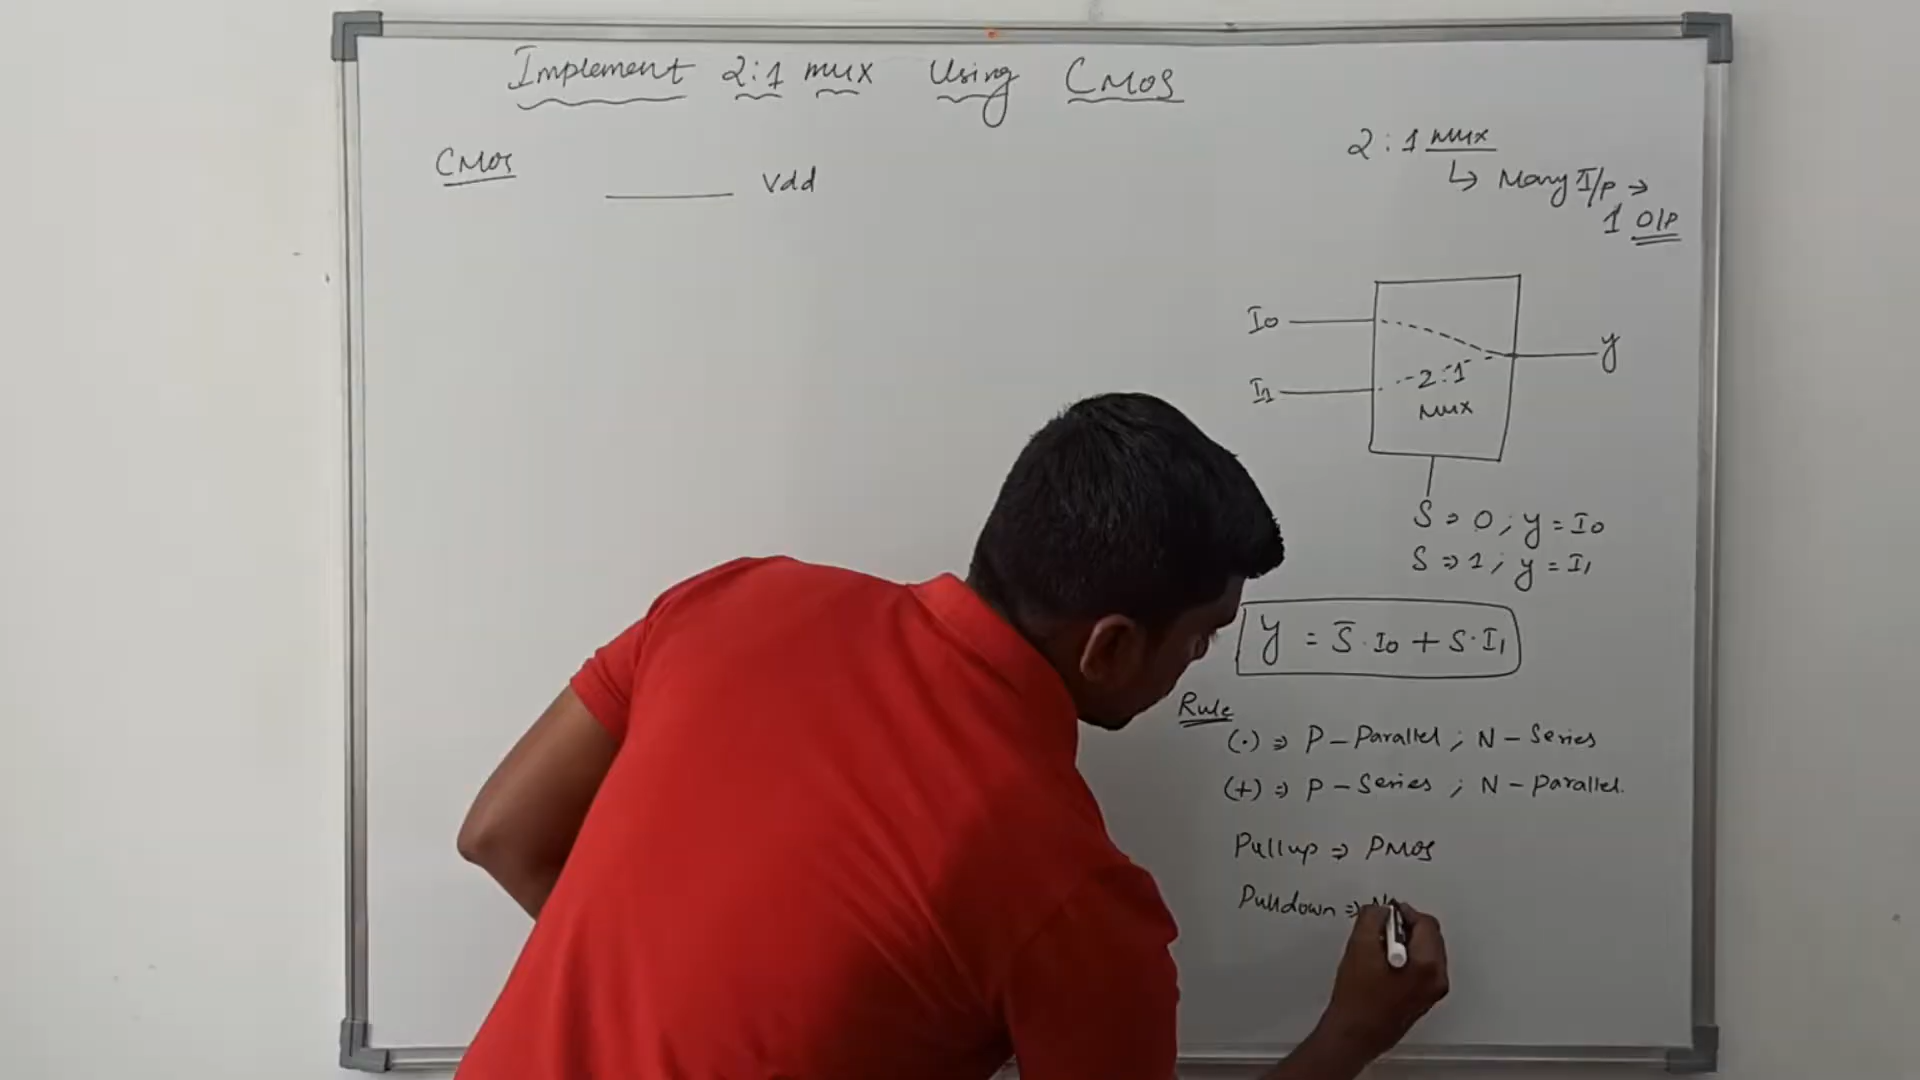 Implement 2:1 mux Using CMOS
CMOS
Vdd
2:1 mux
↳ Many I/P →
1 O/P
I0
I1
2:1
mux
y
S ⇒ 0; y = I0
S ⇒ 1; y = I1
y = S̅·I0 + S·I1
Rule
(·) ⇒ P-Parallel; N-Series
(+) ⇒ P-Series; N-Parallel.
Pullup ⇒ PMOS
Pulldown ⇒